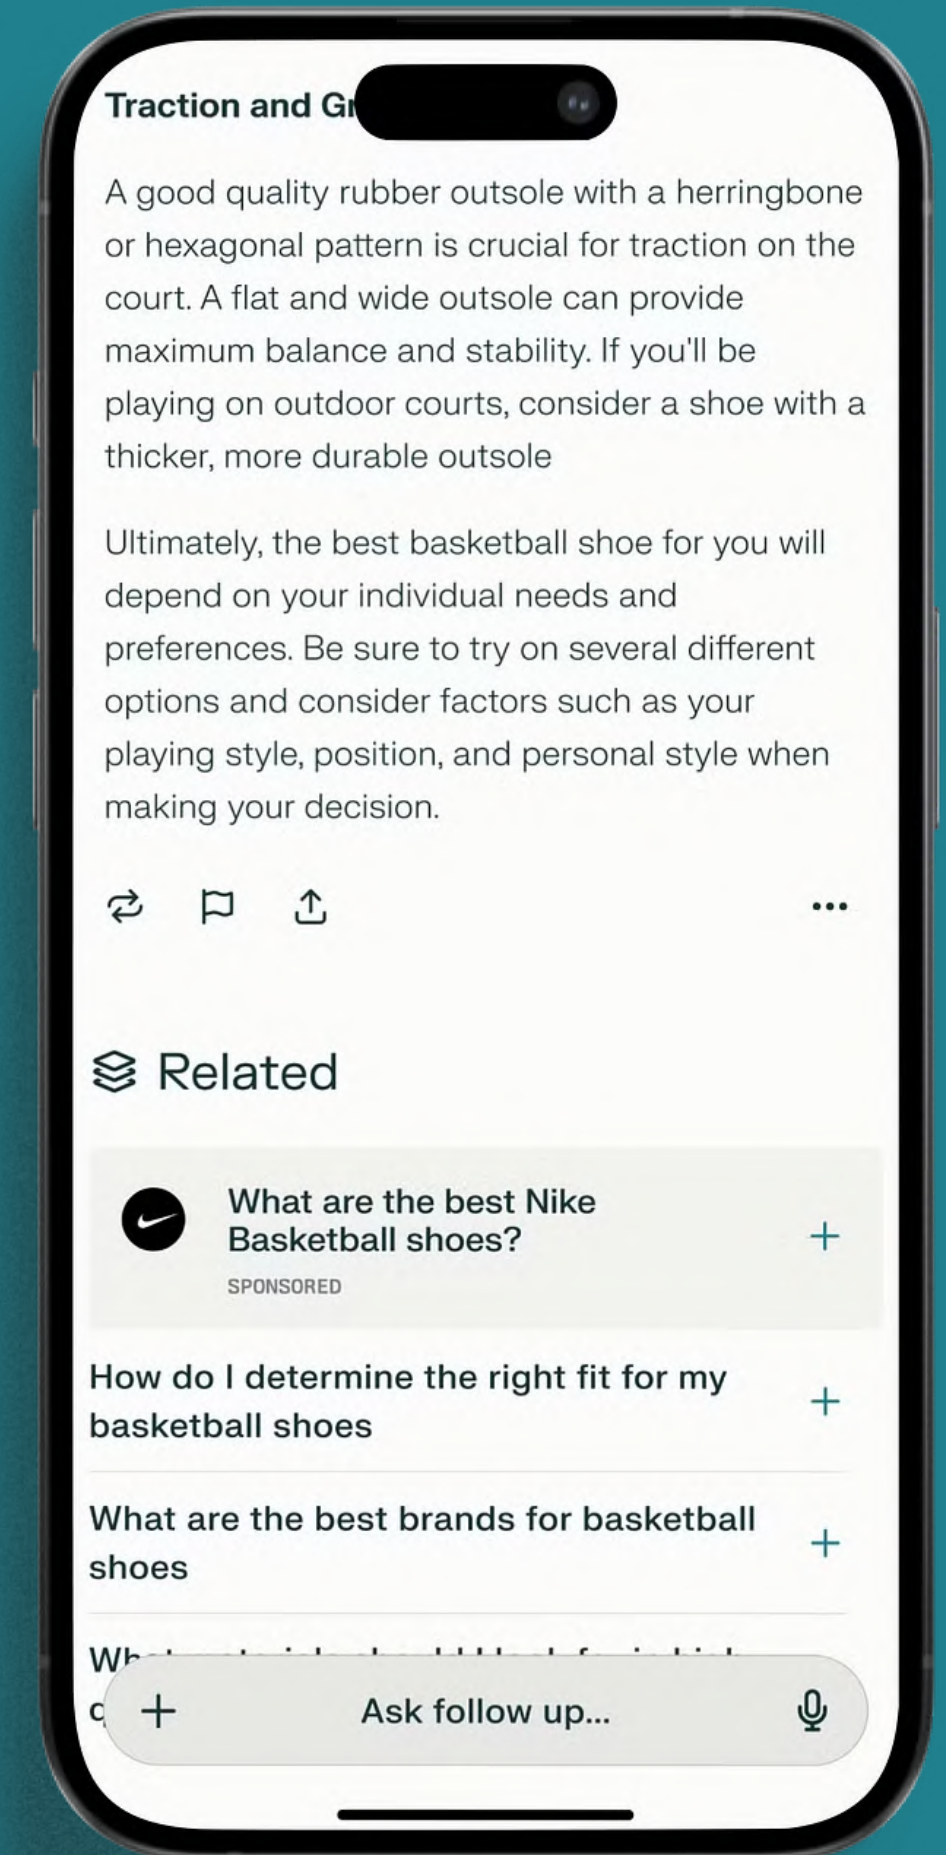 Traction and Gr
A good quality rubber outsole with a herringbone
or hexagonal pattern is crucial for traction on the
court. A flat and wide outsole can provide
maximum balance and stability. If you'll be
playing on outdoor courts, consider a shoe with a
thicker, more durable outsole
Ultimately, the best basketball shoe for you will
depend on your individual needs and
preferences. Be sure to try on several different
options and consider factors such as your
playing style, position, and personal style when
making your decision.
Related
What are the best Nike
Basketball shoes?
SPONSORED
How do I determine the right fit for my
basketball shoes
What are the best brands for basketball
shoes
Ask follow up...